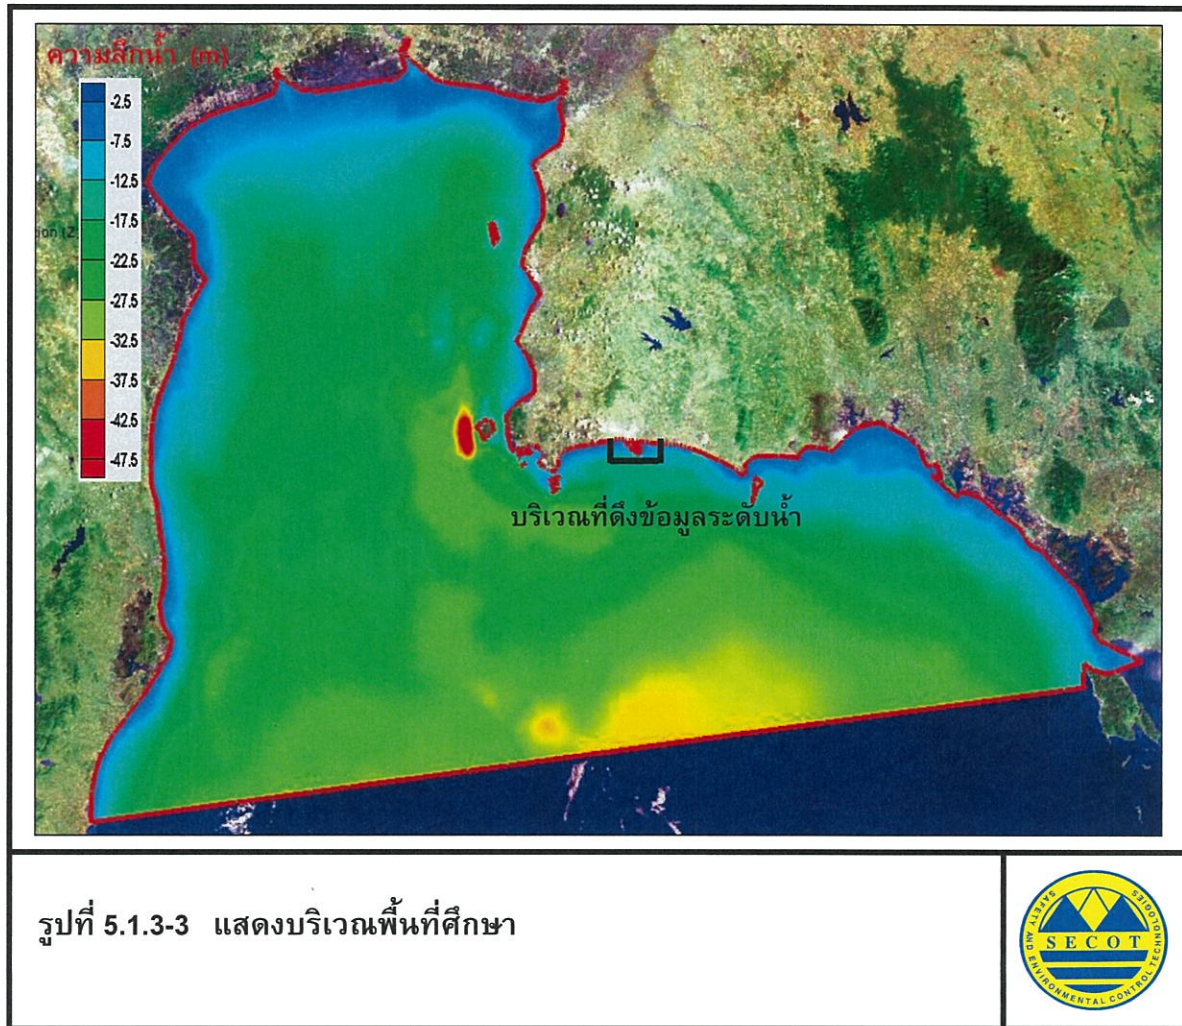 ความลึกน้ำ (m)
-2.5
-7.5
-12.5
-17.5
-22.5
-27.5
-32.5
-37.5
-42.5
-47.5
บริเวณที่ดึงข้อมูลระดับน้ำ
รูปที่ 5.1.3-3 แสดงบริเวณพื้นที่ศึกษา
SAFETY AND ENVIRONMENTAL CONTROL TECHNOLOGIES
SECOT